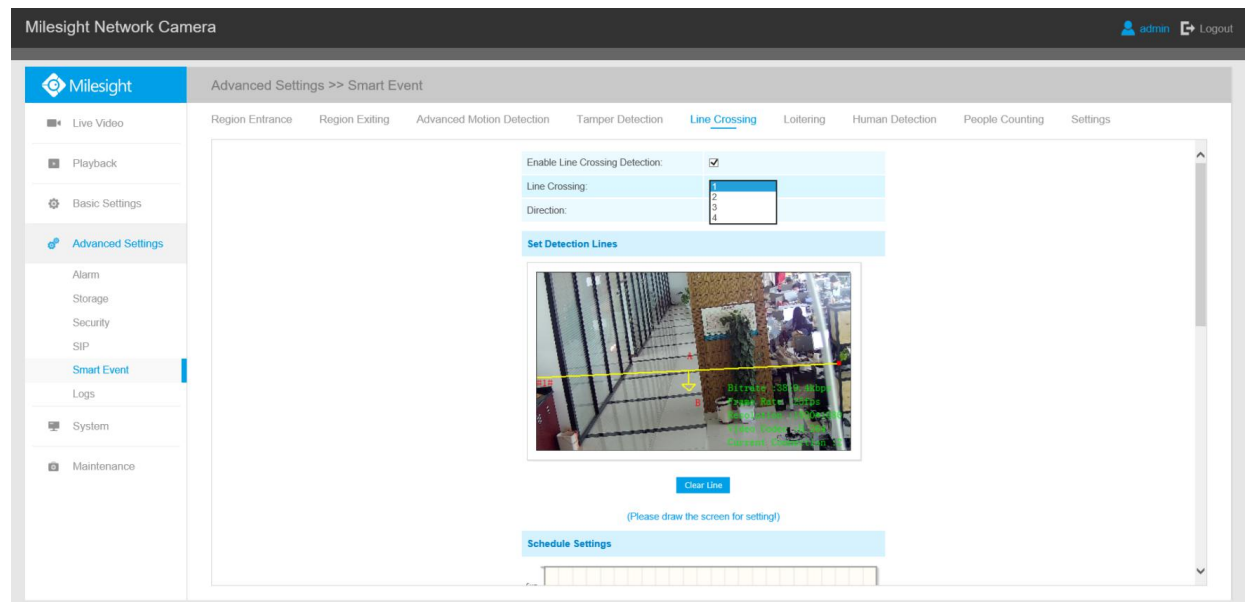 Milesight Network Camera
admin Logout
Milesight
Advanced Settings >> Smart Event
Live Video
Playback
Basic Settings
Advanced Settings
Alarm
Storage
Security
SIP
Smart Event
Logs
System
Maintenance
Region Entrance Region Exiting Advanced Motion Detection Tamper Detection Line Crossing Loitering Human Detection People Counting Settings
Enable Line Crossing Detection:
Line Crossing: 1
2
3
4
Direction:
Set Detection Lines
A
B
Bitrate
Frame Rate
Clear Line
(Please draw the screen for setting!)
Schedule Settings
Sun